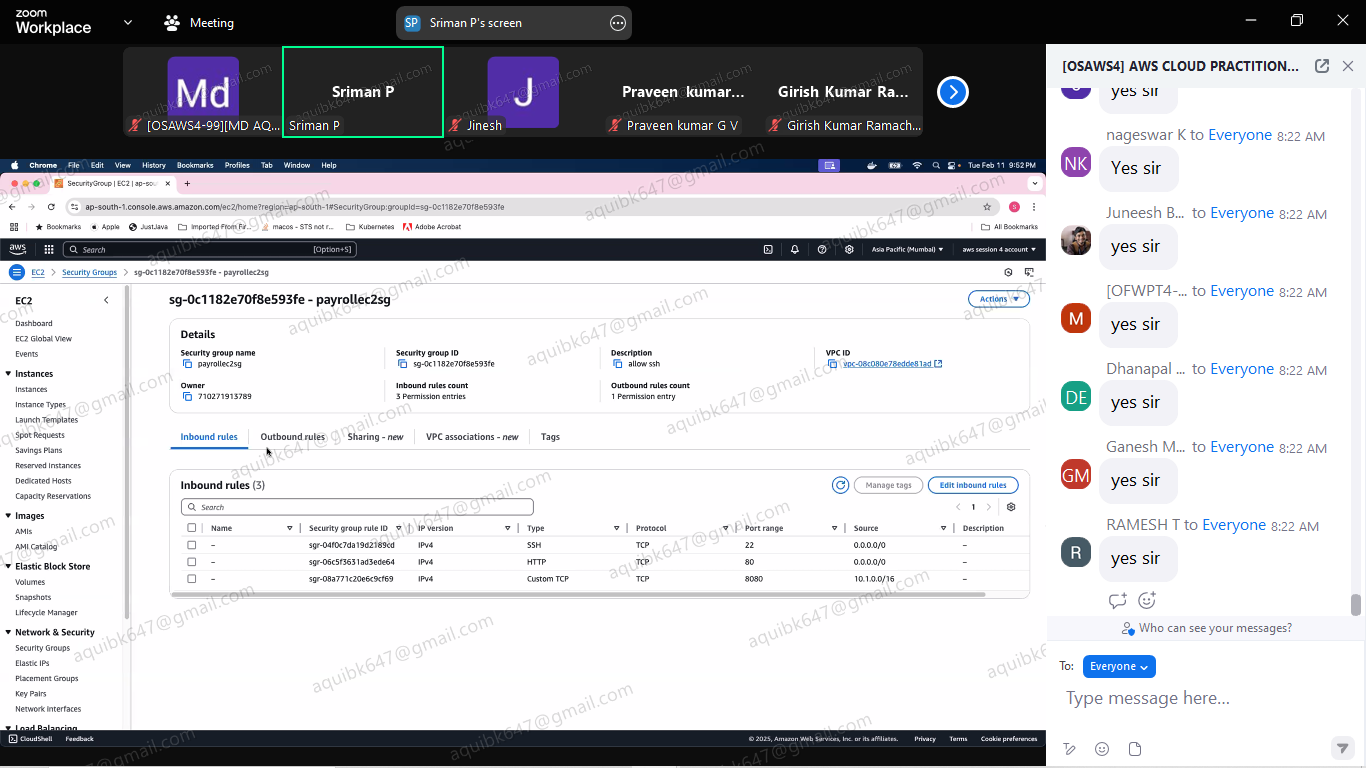 zoom
Workplace
Meeting
SP Sriman P's screen
Md
[OSAWS4-99][MD AQ...
Sriman P
Sriman P
J
Jinesh
Praveen kumar...
Praveen kumar G V
Girish Kumar Ra...
Girish Kumar Ramach...
[OSAWS4] AWS CLOUD PRACTITION...
Chrome File Edit View History Bookmarks Profiles Tab Window Help
Tue Feb 11 9:52 PM
SecurityGroup | EC2 | ap-sou
ap-south-1.console.aws.amazon.com/ec2/home?region=ap-south-1#SecurityGroup:groupId=sg-0c1182e70f8e593fe
S
Bookmarks Apple JustJava Imported From Fir... macos - STS not r... Kubernetes Adobe Acrobat All Bookmarks
aws Search [Option+S] Asia Pacific (Mumbai) aws session 4 account
EC2 Security Groups sg-0c1182e70f8e593fe - payrollec2sg
EC2
Dashboard
EC2 Global View
Events
Instances
Instances
Instance Types
Launch Templates
Spot Requests
Savings Plans
Reserved Instances
Dedicated Hosts
Capacity Reservations
Images
AMIs
AMI Catalog
Elastic Block Store
Volumes
Snapshots
Lifecycle Manager
Network & Security
Security Groups
Elastic IPs
Placement Groups
Key Pairs
Network Interfaces
Load Balancing
sg-0c1182e70f8e593fe - payrollec2sg
Actions
Details
Security group name
payrollec2sg
Security group ID
sg-0c1182e70f8e593fe
Description
allow ssh
VPC ID
vpc-08c080e78edde81ad
Owner
710271913789
Inbound rules count
3 Permission entries
Outbound rules count
1 Permission entry
Inbound rules Outbound rules Sharing - new VPC associations - new Tags
Inbound rules (3)
Manage tags Edit inbound rules
Search
1
Name Security group rule ID IP version Type Protocol Port range Source Description
– sgr-04f0c7da19d2189cd IPv4 SSH TCP 22 0.0.0.0/0 –
– sgr-06c5f3631ad3ede64 IPv4 HTTP TCP 80 0.0.0.0/0 –
– sgr-08a771c20e6c9cf69 IPv4 Custom TCP TCP 8080 10.1.0.0/16 –
CloudShell Feedback © 2025, Amazon Web Services, Inc. or its affiliates. Privacy Terms Cookie preferences
yes sir
nageswar K to Everyone 8:22 AM
NK
Yes sir
Juneesh B... to Everyone 8:22 AM
yes sir
[OFWPT4-... to Everyone 8:22 AM
M
yes sir
Dhanapal ... to Everyone 8:22 AM
DE
yes sir
Ganesh M... to Everyone 8:22 AM
GM
yes sir
RAMESH T to Everyone 8:22 AM
R
yes sir
Who can see your messages?
To: Everyone
Type message here...
aquibk647@gmail.com